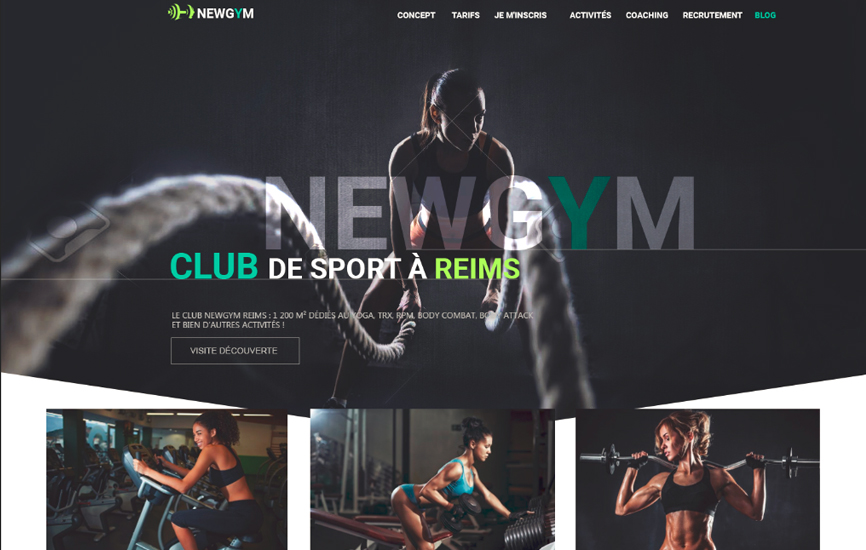 NEWGYM
CONCEPT TARIFS JE M'INSCRIS ACTIVITÉS COACHING RECRUTEMENT BLOG
NEWGYM
CLUB DE SPORT À REIMS
LE CLUB NEWGYM REIMS : 1 200 M² DÉDIÉS AU YOGA, TRX, RPM, BODY COMBAT, BODY ATTACK
ET BIEN D'AUTRES ACTIVITÉS !
VISITE DÉCOUVERTE